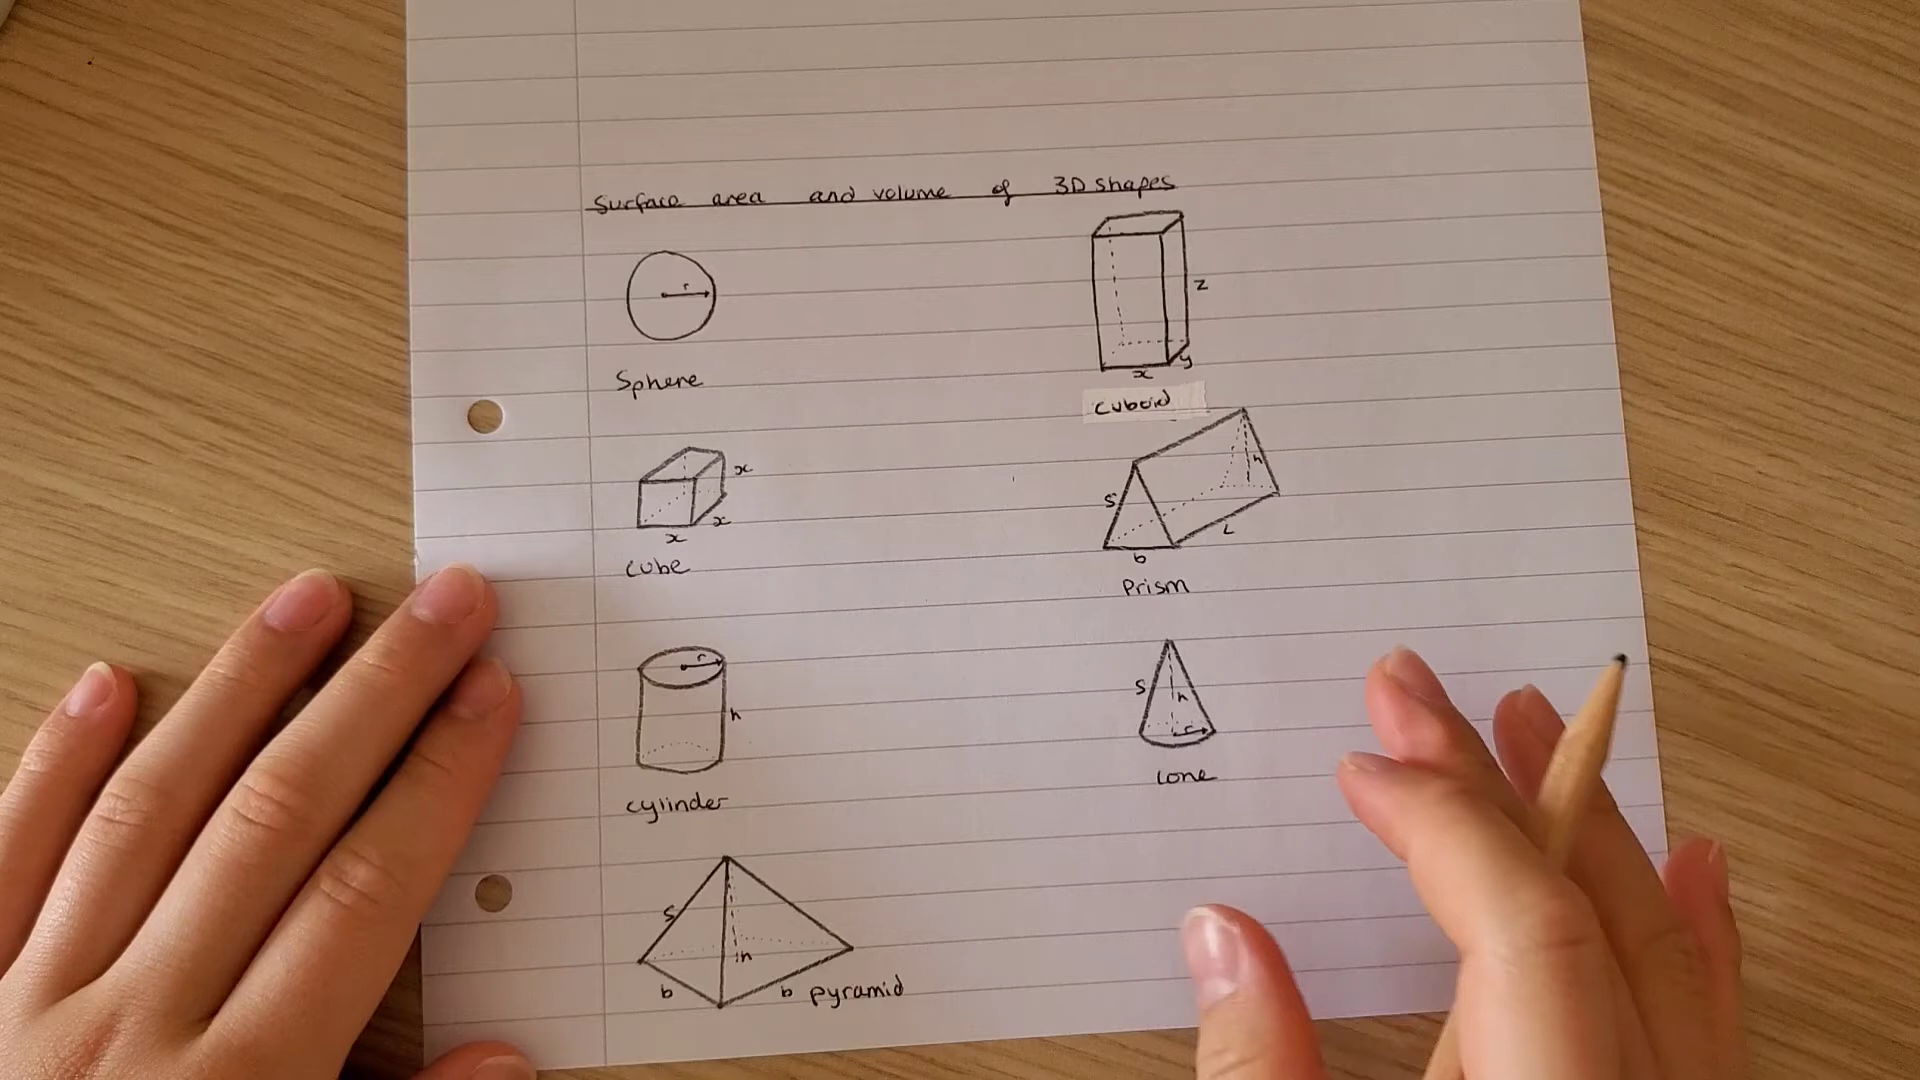 Surface area and volume of 3D shapes
r
z
x
y
Sphere
cuboid
x
x
x
h
s
b
L
cube
Prism
r
h
s
h
r
cylinder
cone
s
h
b
b
pyramid